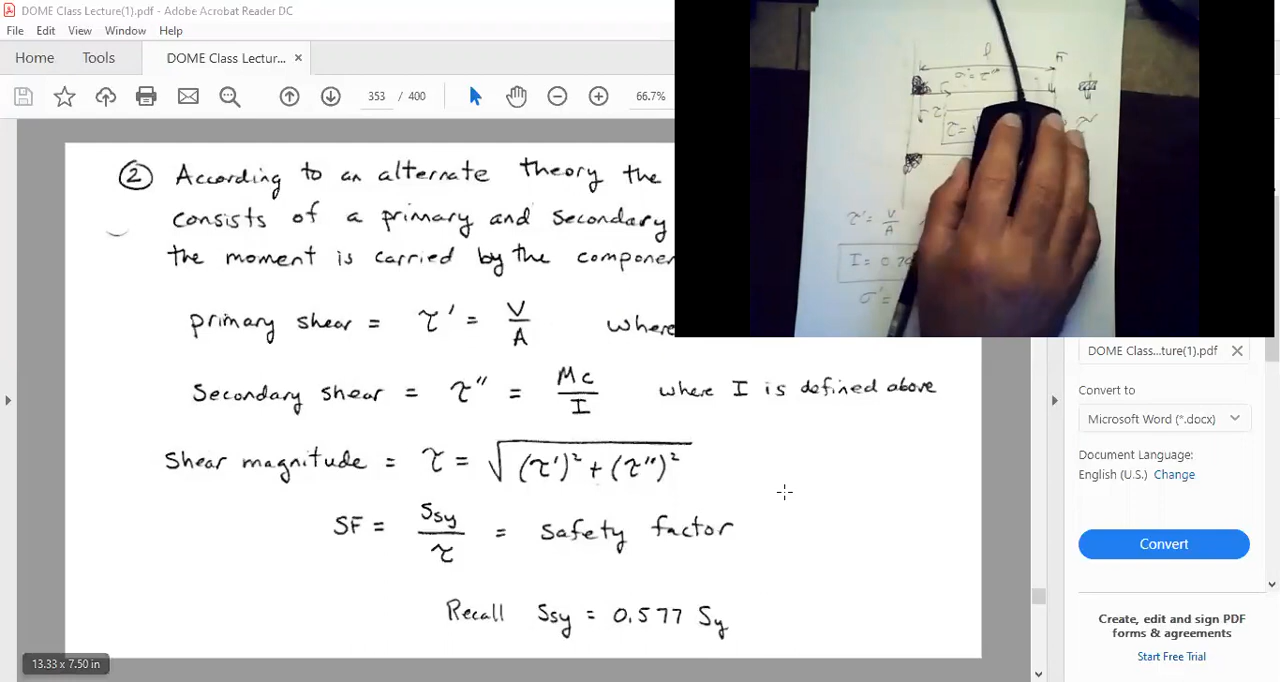 DOME Class Lecture(1).pdf - Adobe Acrobat Reader DC
File Edit View Window Help
Home Tools DOME Class Lectur... ×
353 / 400 66.7%
② According to an alternate theory the
consists of a primary and secondary
the moment is carried by the componen
primary shear = τ' = V/A where
Secondary shear = τ" = Mc/I where I is defined above
Shear magnitude = τ = √(τ')² + (τ")²
SF = Ssy/τ = safety factor
Recall Ssy = 0.577 Sy
13.33 x 7.50 in
l
F
τ' = V/A
I = 0.70
σ' =
DOME Class...ture(1).pdf
Convert to
Microsoft Word (*.docx)
Document Language:
English (U.S.) Change
Convert
Create, edit and sign PDF
forms & agreements
Start Free Trial